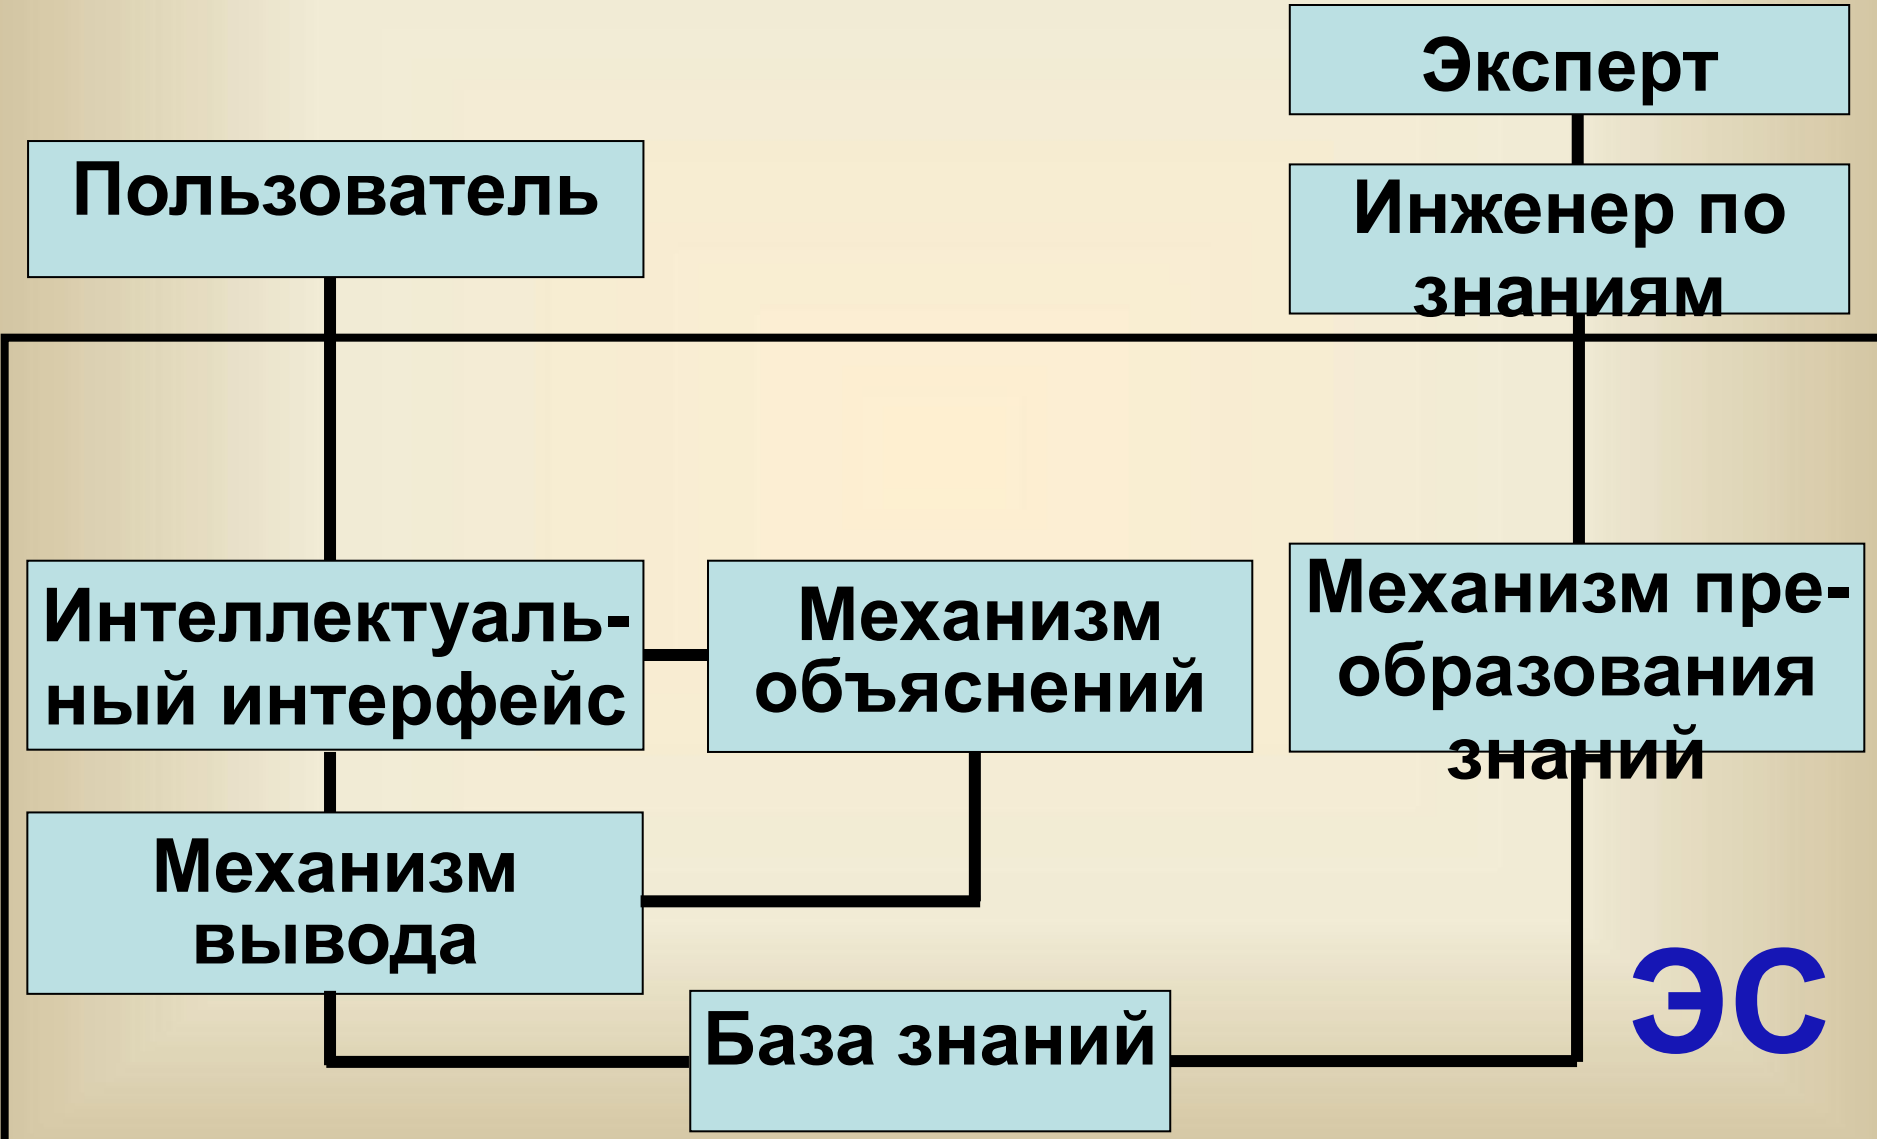 Эксперт
Пользователь
Инженер по
знаниям
Интеллектуаль-
ный интерфейс
Механизм
объяснений
Механизм пре-
образования
знаний
Механизм
вывода
База знаний
ЭС